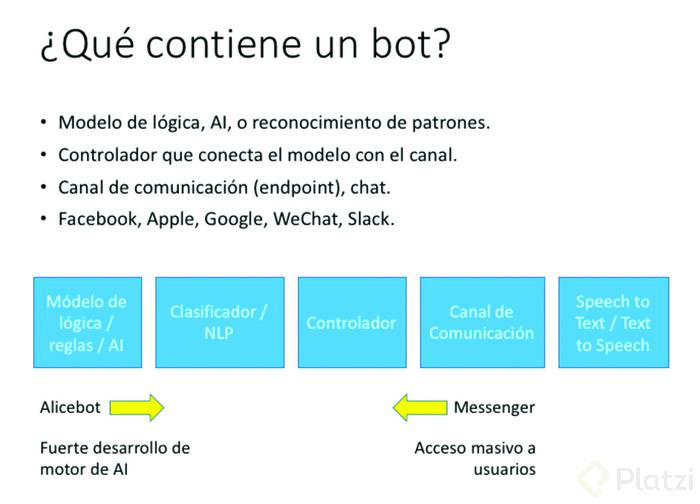 ¿Qué contiene un bot?
• Modelo de lógica, AI, o reconocimiento de patrones.
• Controlador que conecta el modelo con el canal.
• Canal de comunicación (endpoint), chat.
• Facebook, Apple, Google, WeChat, Slack.
Módelo de
lógica /
reglas / AI
Clasificador /
NLP
Controlador
Canal de
Comunicación
Speech to
Text / Text
to Speech
Alicebot
Messenger
Fuerte desarrollo de
motor de AI
Acceso masivo a
usuarios
Platzi